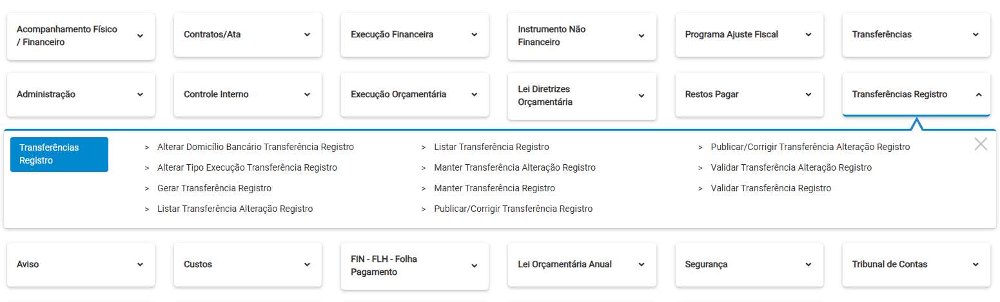 Acompanhamento Físico
/ Financeiro
Contratos/Ata
Execução Financeira
Instrumento Não
Financeiro
Programa Ajuste Fiscal
Transferências
Administração
Controle Interno
Execução Orçamentária
Lei Diretrizes
Orçamentária
Restos Pagar
Transferências Registro
Transferências
Registro
> Alterar Domicílio Bancário Transferência Registro
> Alterar Tipo Execução Transferência Registro
> Gerar Transferência Registro
> Listar Transferência Alteração Registro
> Listar Transferência Registro
> Manter Transferência Alteração Registro
> Manter Transferência Registro
> Publicar/Corrigir Transferência Registro
> Publicar/Corrigir Transferência Alteração Registro
> Validar Transferência Alteração Registro
> Validar Transferência Registro
Aviso
Custos
FIN - FLH - Folha
Pagamento
Lei Orçamentária Anual
Segurança
Tribunal de Contas